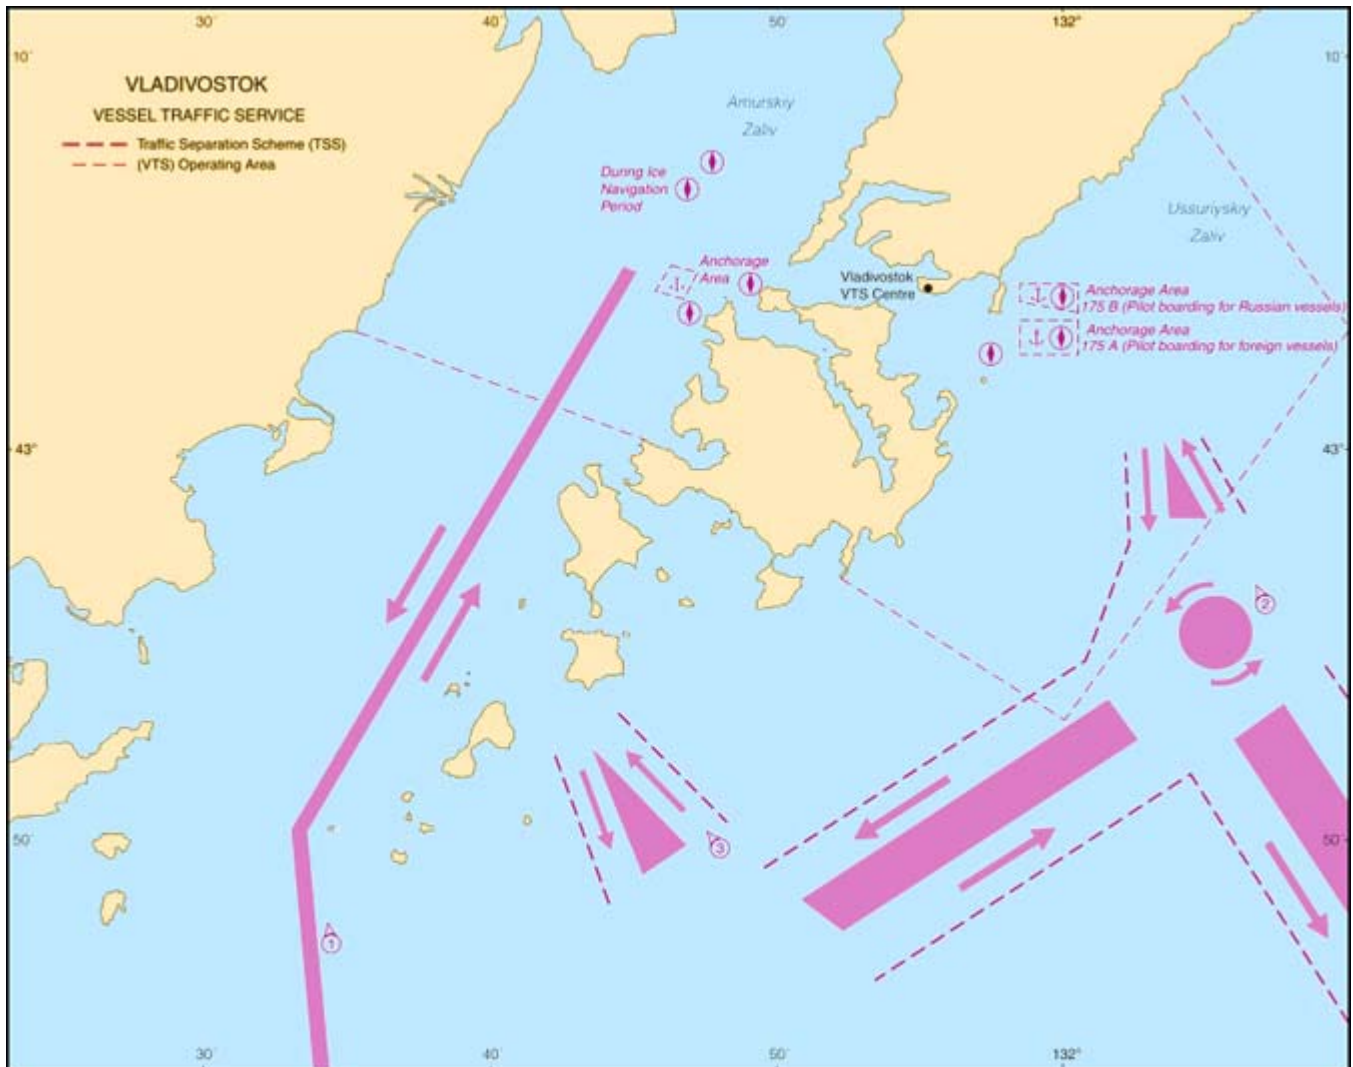 30´ 40´ 50´ 132°
10´ 10´
VLADIVOSTOK
VESSEL TRAFFIC SERVICE
Traffic Separation Scheme (TSS)
(VTS) Operating Area
Amurskiy
Zaliv
During Ice
Navigation
Period
Ussuriyskiy
Zaliv
Anchorage
Area
Vladivostok
VTS Centre
Anchorage Area
175 B (Pilot boarding for Russian vessels)
Anchorage Area
175 A (Pilot boarding for foreign vessels)
43° 43°
2
50´ 50´
3
1
30´ 40´ 50´ 132°